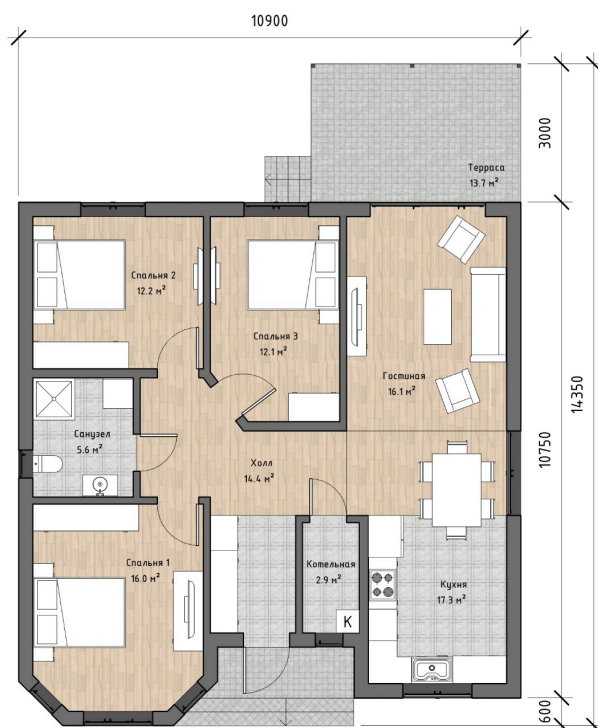 10900
3000
Терраса
13.7 м²
Спальня 2
12.2 м²
Спальня 3
12.1 м²
Гостиная
16.1 м²
14350
10750
Санузел
5.6 м²
Холл
14.4 м²
Спальня 1
16.0 м²
Котельная
2.9 м²
Кухня
17.3 м²
К
600